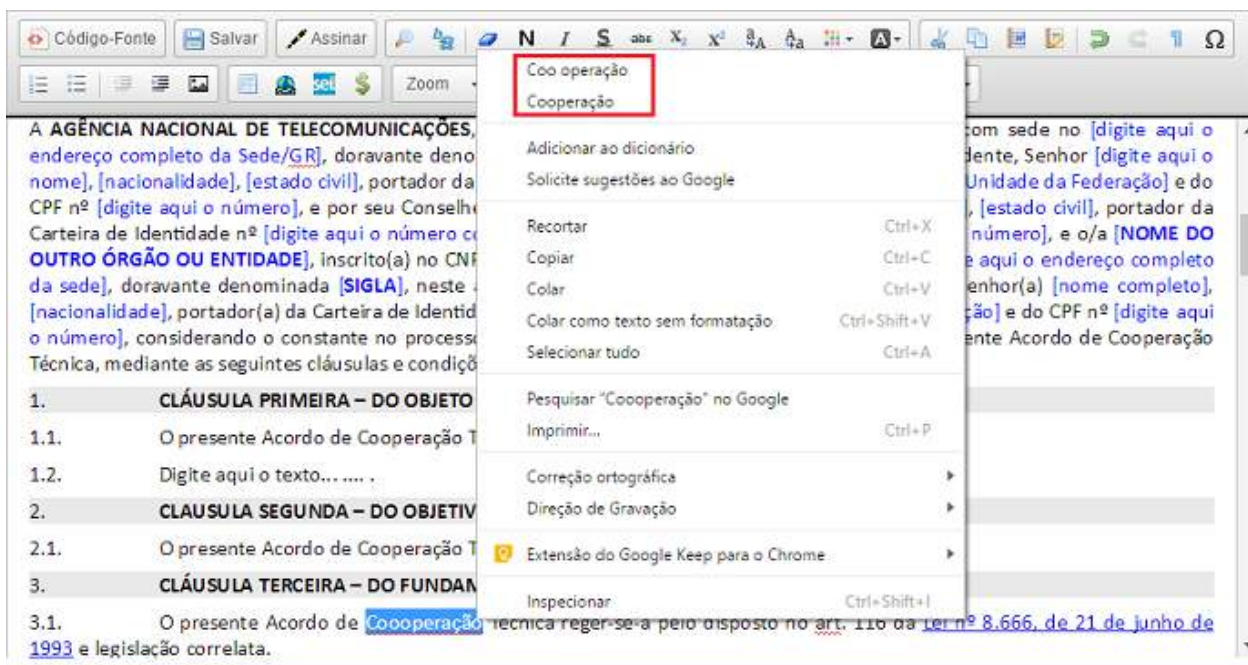 Código-Fonte Salvar Assinar N I S abc X₂ X² Ω
Zoom
Coo operação
Cooperação
Adicionar ao dicionário
Solicite sugestões ao Google
Recortar Ctrl+X
Copiar Ctrl+C
Colar Ctrl+V
Colar como texto sem formatação Ctrl+Shift+V
Selecionar tudo Ctrl+A
Pesquisar "Coooperação" no Google
Imprimir... Ctrl+P
Correção ortográfica
Direção de Gravação
Extensão do Google Keep para o Chrome
Inspecionar Ctrl+Shift+I
A AGÊNCIA NACIONAL DE TELECOMUNICAÇÕES, com sede no [digite aqui o
endereço completo da Sede/GR], doravante deno dente, Senhor [digite aqui o
nome], [nacionalidade], [estado civil], portador da Unidade da Federação] e do
CPF nº [digite aqui o número], e por seu Conselh , [estado civil], portador da
Carteira de Identidade nº [digite aqui o número c número], e o/a [NOME DO
OUTRO ÓRGÃO OU ENTIDADE], inscrito(a) no CNP e aqui o endereço completo
da sede], doravante denominada [SIGLA], neste enhor(a) [nome completo],
[nacionalidade], portador(a) da Carteira de Identid ção] e do CPF nº [digite aqui
o número], considerando o constante no process ente Acordo de Cooperação
Técnica, mediante as seguintes cláusulas e condiçõ
1. CLÁUSULA PRIMEIRA – DO OBJETO
1.1. O presente Acordo de Cooperação T
1.2. Digite aqui o texto....... .
2. CLAUSULA SEGUNDA – DO OBJETIV
2.1. O presente Acordo de Cooperação T
3. CLÁUSULA TERCEIRA – DO FUNDAM
3.1. O presente Acordo de Coooperação Técnica reger-se-á pelo disposto no art. 116 da Lei nº 8.666, de 21 de junho de
1993 e legislação correlata.